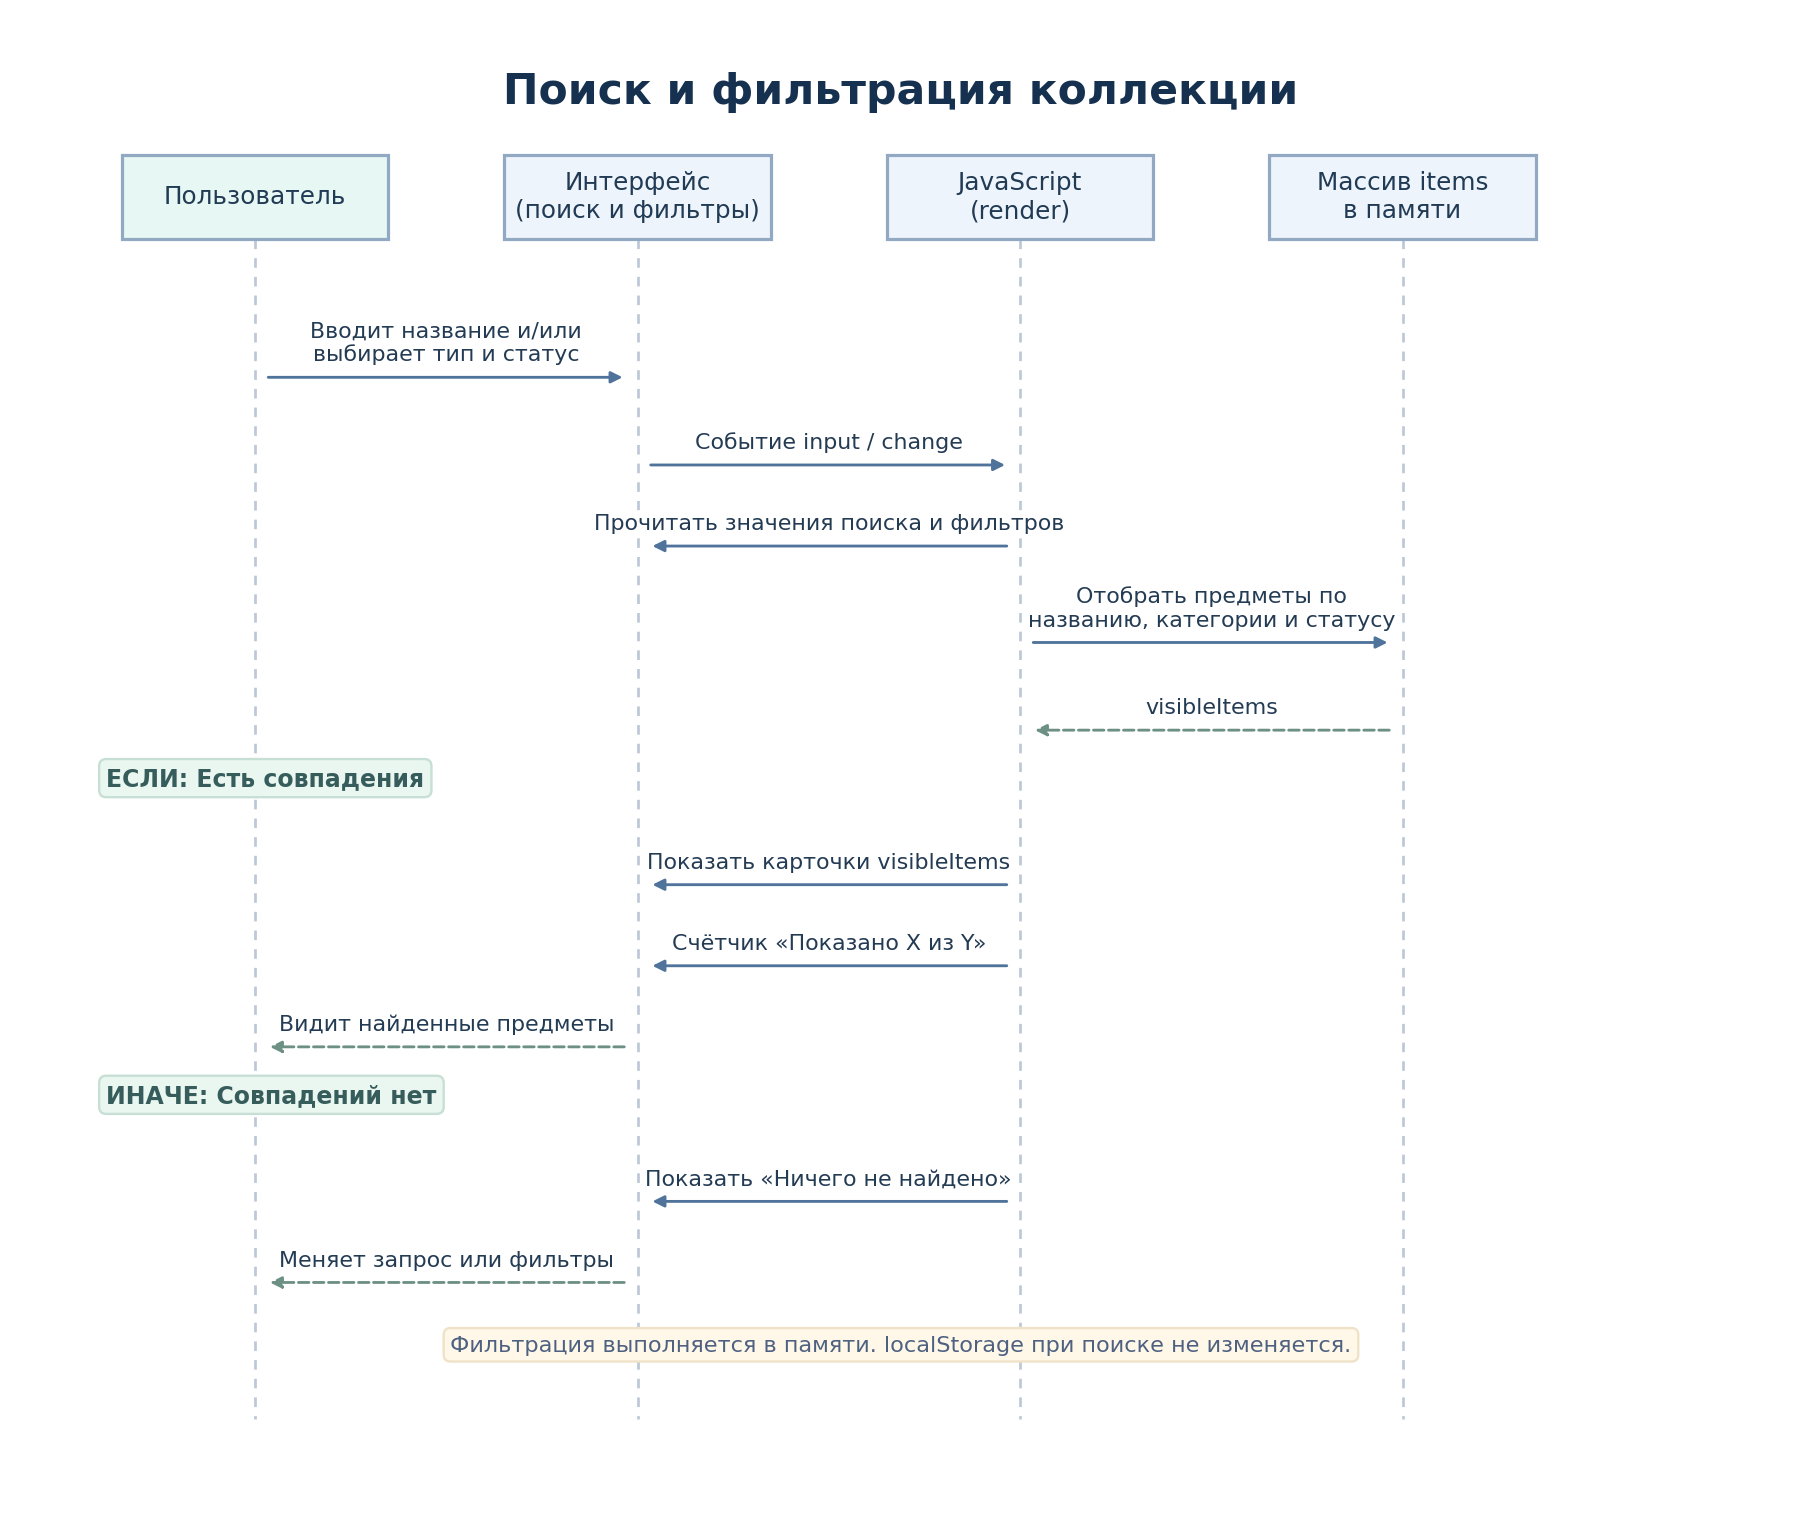 Поиск и фильтрация коллекции
Пользователь
Интерфейс
(поиск и фильтры)
JavaScript
(render)
Массив items
в памяти
Вводит название и/или
выбирает тип и статус
Событие input / change
Прочитать значения поиска и фильтров
Отобрать предметы по
названию, категории и статусу
visibleItems
ЕСЛИ: Есть совпадения
Показать карточки visibleItems
Счётчик «Показано X из Y»
Видит найденные предметы
ИНАЧЕ: Совпадений нет
Показать «Ничего не найдено»
Меняет запрос или фильтры
Фильтрация выполняется в памяти. localStorage при поиске не изменяется.